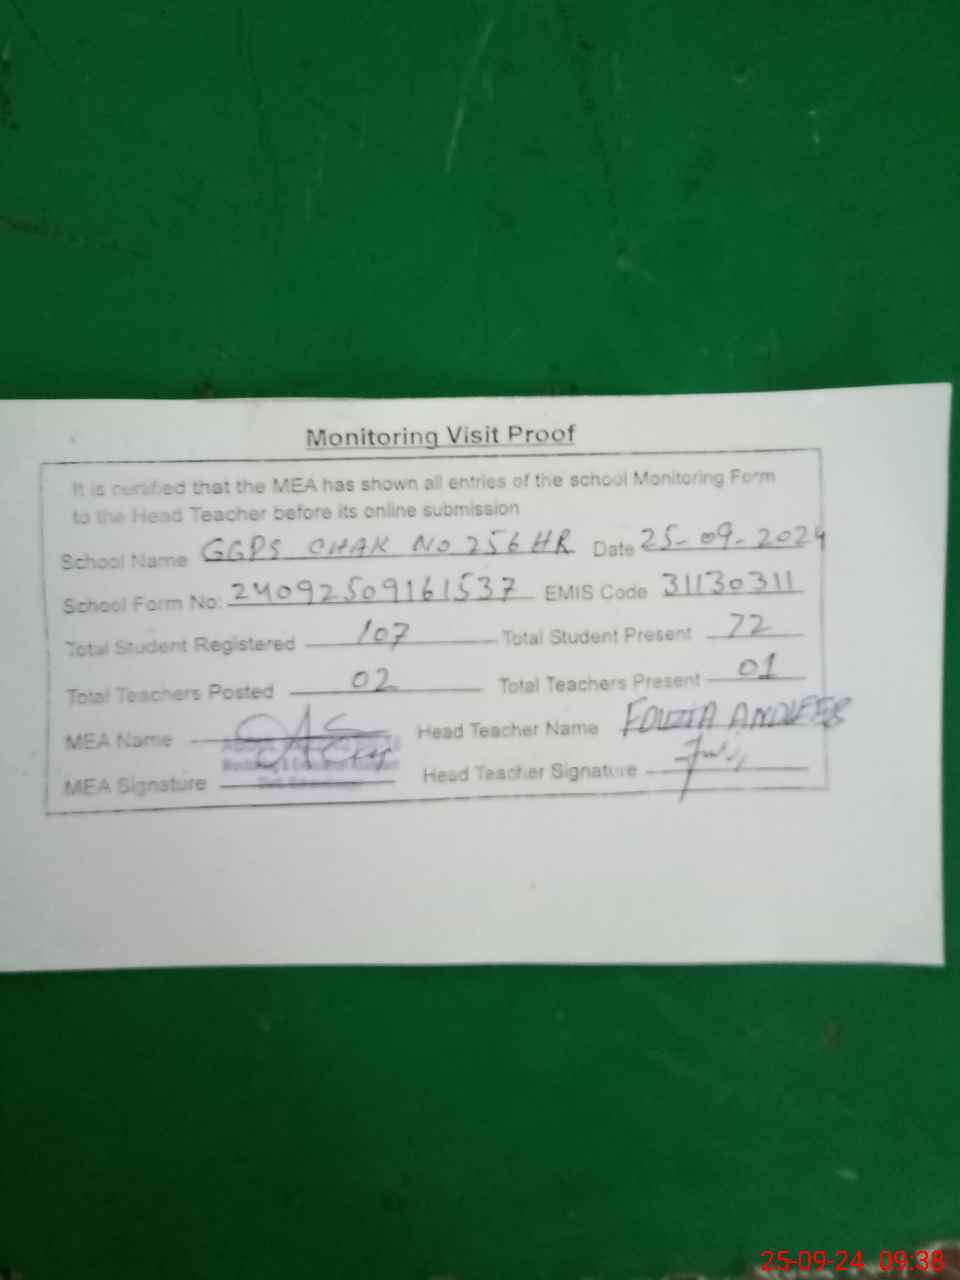 Monitoring Visit Proof
It is certified that the MEA has shown all entries of the school Monitoring Form
to the Head Teacher before its online submission
School Name GGPS CHAK NO 256 HR Date 25-09-2024
School Form No: 24092509161537 EMIS Code 31130311
Total Student Registered 107 Total Student Present 72
Total Teachers Posted 02 Total Teachers Present 01
MEA Name Head Teacher Name FOUZIA ANDLEEB
MEA Signature Head Teacher Signature
25-09-24 09:38